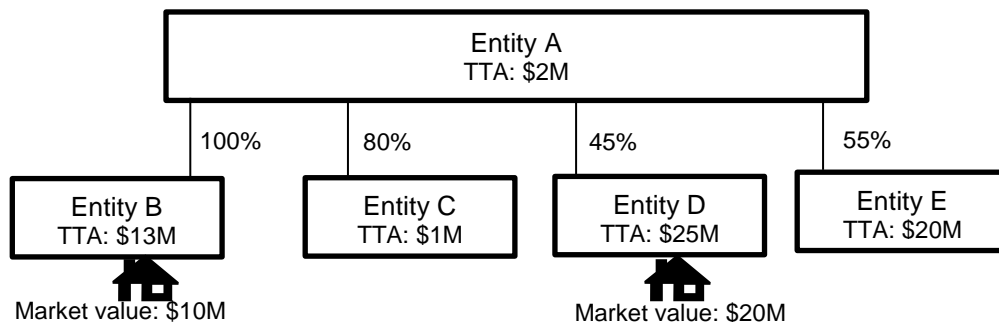 Entity A
TTA: $2M
100%
80%
45%
55%
Entity B
TTA: $13M
Entity C
TTA: $1M
Entity D
TTA: $25M
Entity E
TTA: $20M
Market value: $10M
Market value: $20M